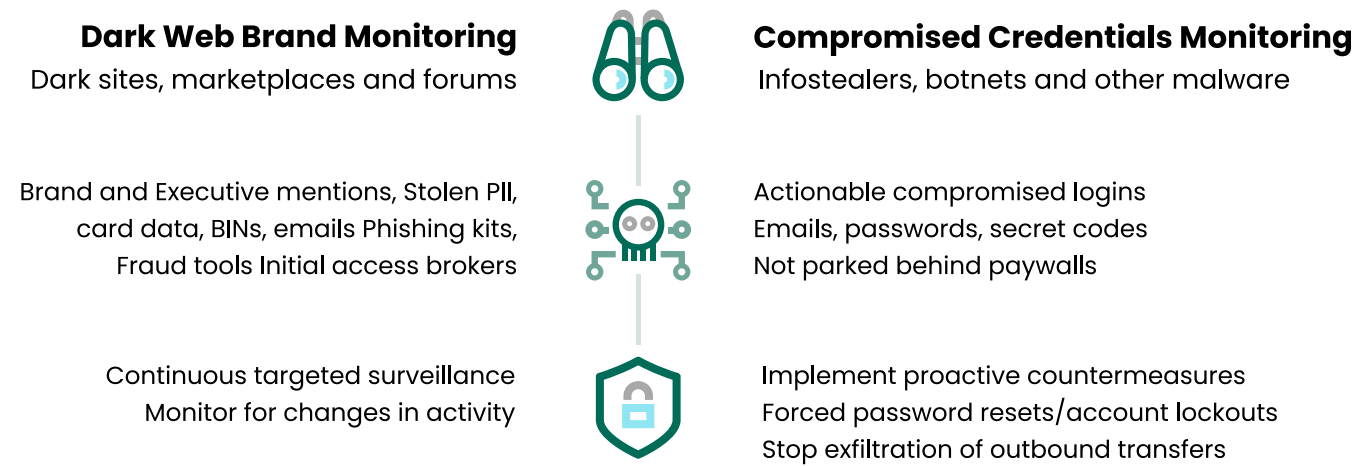 Dark Web Brand Monitoring
Dark sites, marketplaces and forums
Brand and Executive mentions, Stolen PII,
card data, BINs, emails Phishing kits,
Fraud tools Initial access brokers
Continuous targeted surveillance
Monitor for changes in activity
Compromised Credentials Monitoring
Infostealers, botnets and other malware
Actionable compromised logins
Emails, passwords, secret codes
Not parked behind paywalls
Implement proactive countermeasures
Forced password resets/account lockouts
Stop exfiltration of outbound transfers